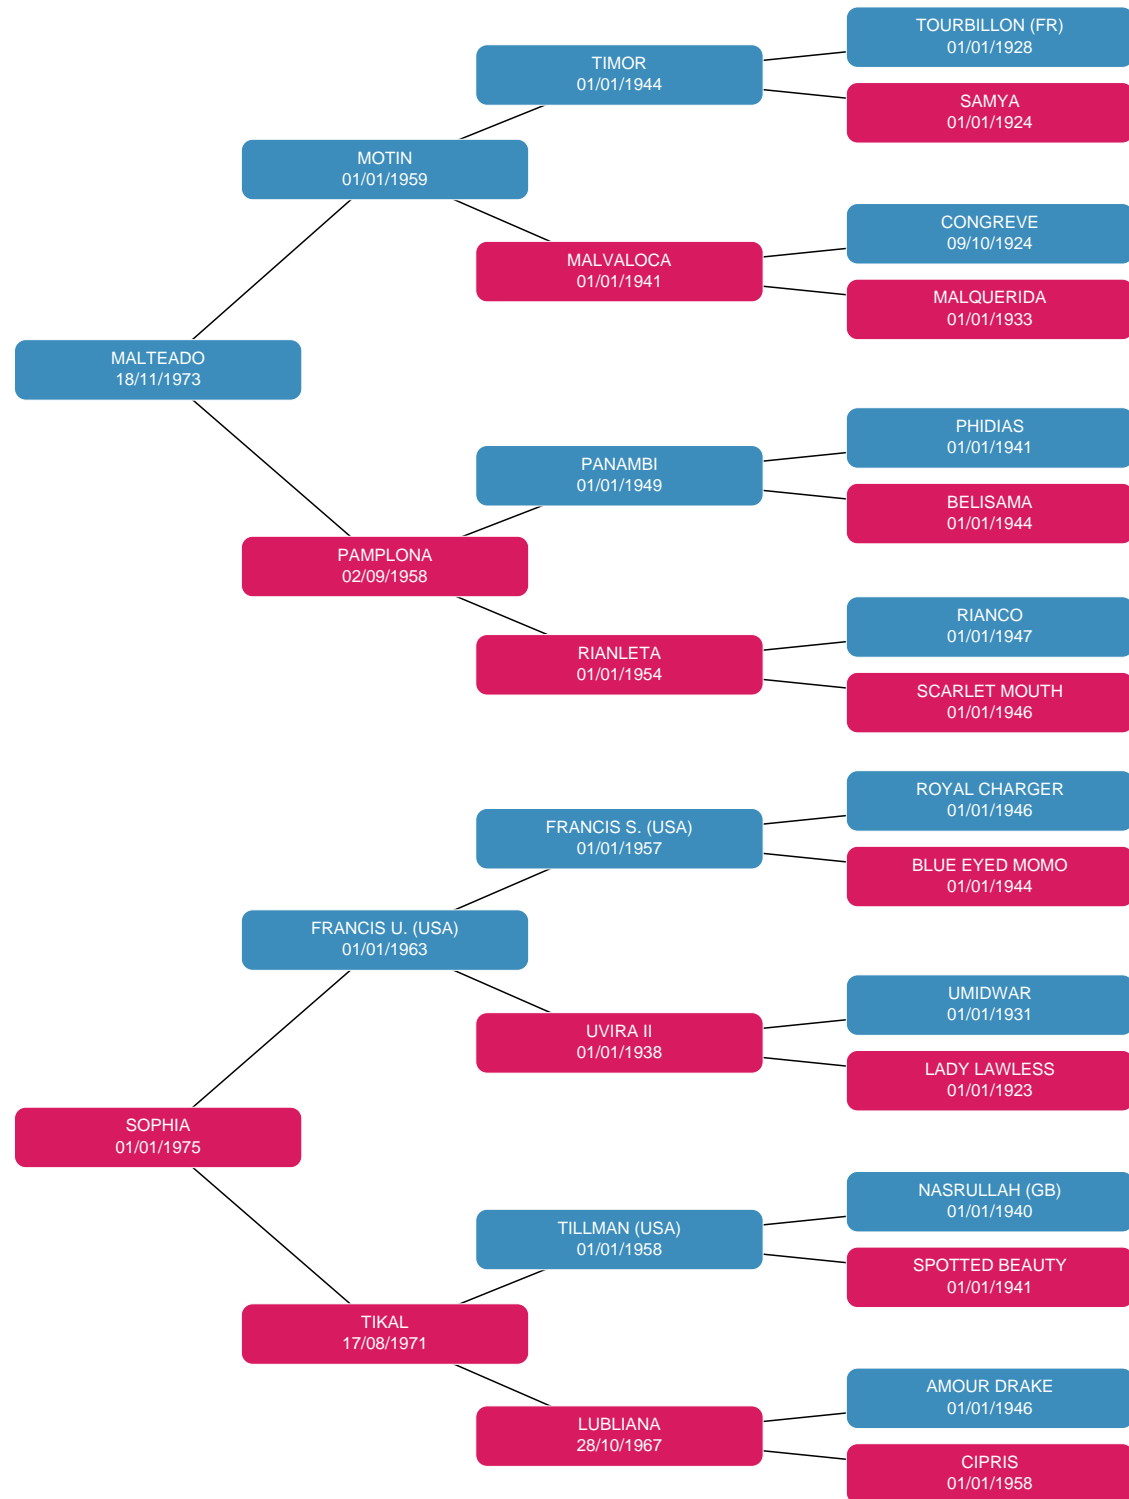 TOURBILLON (FR)
01/01/1928
TIMOR
01/01/1944
SAMYA
01/01/1924
MOTIN
01/01/1959
CONGREVE
09/10/1924
MALVALOCA
01/01/1941
MALQUERIDA
01/01/1933
MALTEADO
18/11/1973
PHIDIAS
01/01/1941
PANAMBI
01/01/1949
BELISAMA
01/01/1944
PAMPLONA
02/09/1958
RIANCO
01/01/1947
RIANLETA
01/01/1954
SCARLET MOUTH
01/01/1946
ROYAL CHARGER
01/01/1946
FRANCIS S. (USA)
01/01/1957
BLUE EYED MOMO
01/01/1944
FRANCIS U. (USA)
01/01/1963
UMIDWAR
01/01/1931
UVIRA II
01/01/1938
LADY LAWLESS
01/01/1923
SOPHIA
01/01/1975
NASRULLAH (GB)
01/01/1940
TILLMAN (USA)
01/01/1958
SPOTTED BEAUTY
01/01/1941
TIKAL
17/08/1971
AMOUR DRAKE
01/01/1946
LUBLIANA
28/10/1967
CIPRIS
01/01/1958